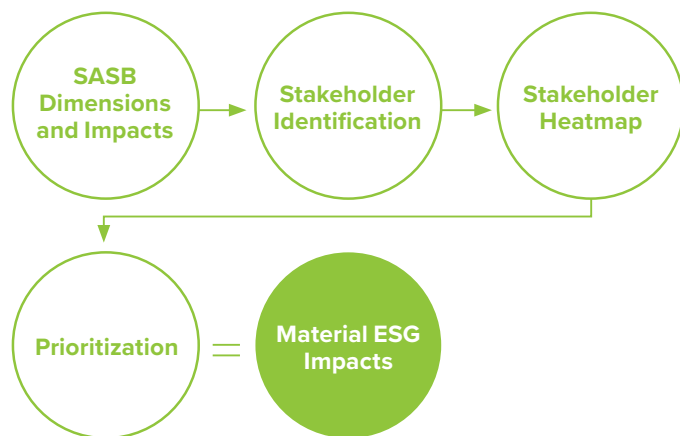 SASB
Dimensions
and Impacts
Stakeholder
Identification
Stakeholder
Heatmap
Prioritization
Material ESG
Impacts